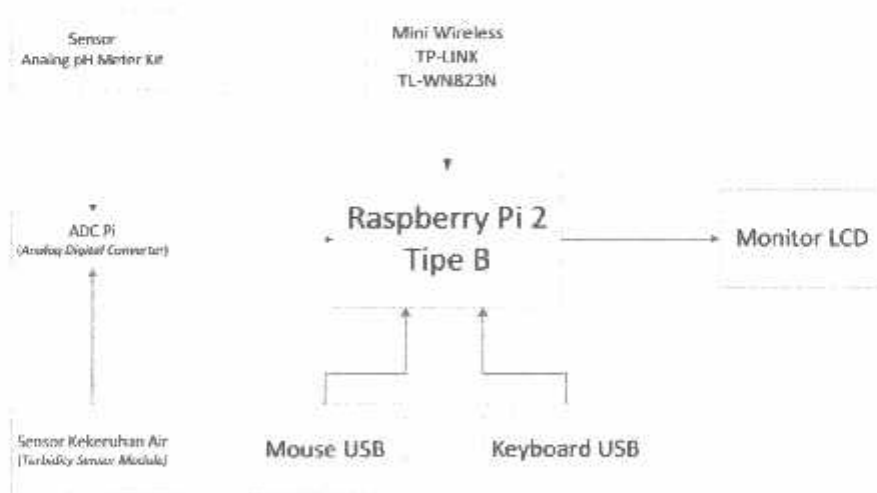 Sensor
Analog pH Meter Kit
Mini Wireless
TP-LINK
TL-WN823N
ADC Pi
(Analog Digital Converter)
Raspberry Pi 2
Tipe B
Monitor LCD
Sensor Kekeruhan Air
(Turbidity Sensor Module)
Mouse USB
Keyboard USB